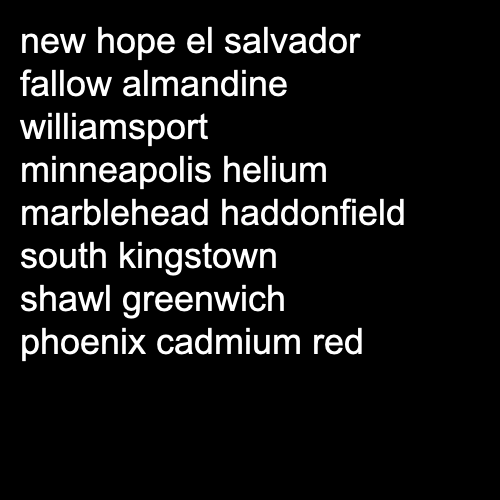 new hope el salvador
fallow almandine
williamsport
minneapolis helium
marblehead haddonfield
south kingstown
shawl greenwich
phoenix cadmium red